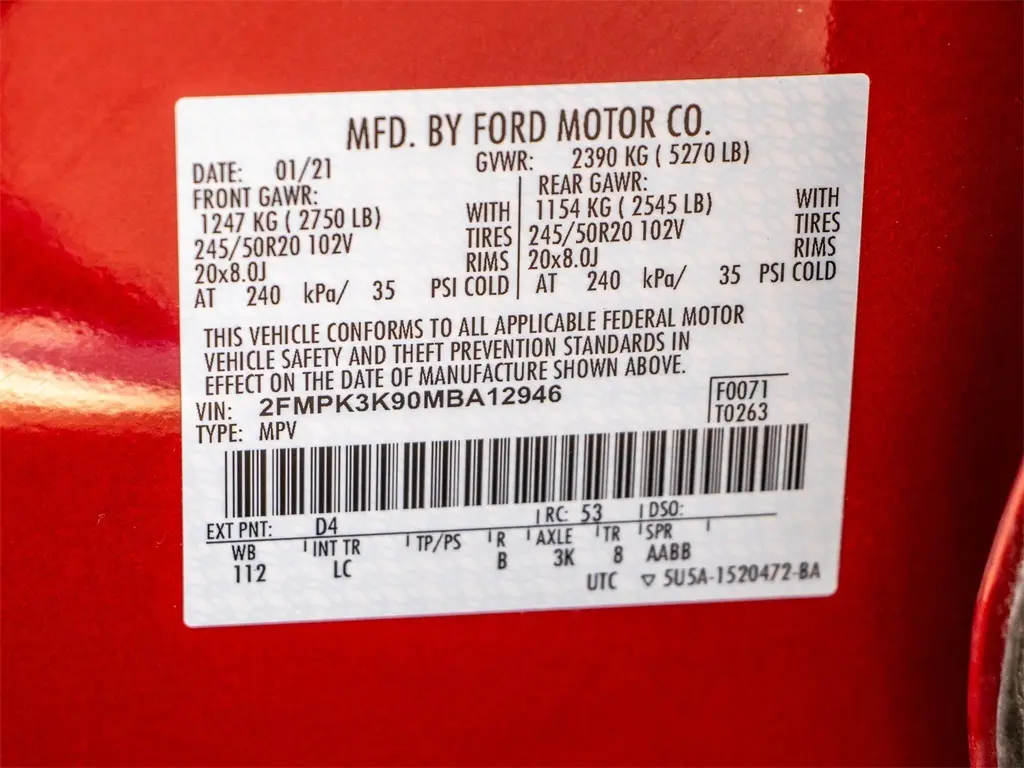 MFD. BY FORD MOTOR CO.
DATE: 01/21 GVWR: 2390 KG ( 5270 LB)
FRONT GAWR: REAR GAWR:
1247 KG ( 2750 LB) WITH 1154 KG ( 2545 LB) WITH
245/50R20 102V TIRES 245/50R20 102V TIRES
20x8.0J RIMS 20x8.0J RIMS
AT 240 kPa/ 35 PSI COLD AT 240 kPa/ 35 PSI COLD
THIS VEHICLE CONFORMS TO ALL APPLICABLE FEDERAL MOTOR
VEHICLE SAFETY AND THEFT PREVENTION STANDARDS IN
EFFECT ON THE DATE OF MANUFACTURE SHOWN ABOVE.
VIN: 2FMPK3K90MBA12946 F0071
TYPE: MPV T0263
EXT PNT: D4 RC: 53 DSO:
WB INT TR TP/PS R AXLE TR SPR
112 LC B 3K 8 AABB
UTC ▽ 5U5A-1520472-BA